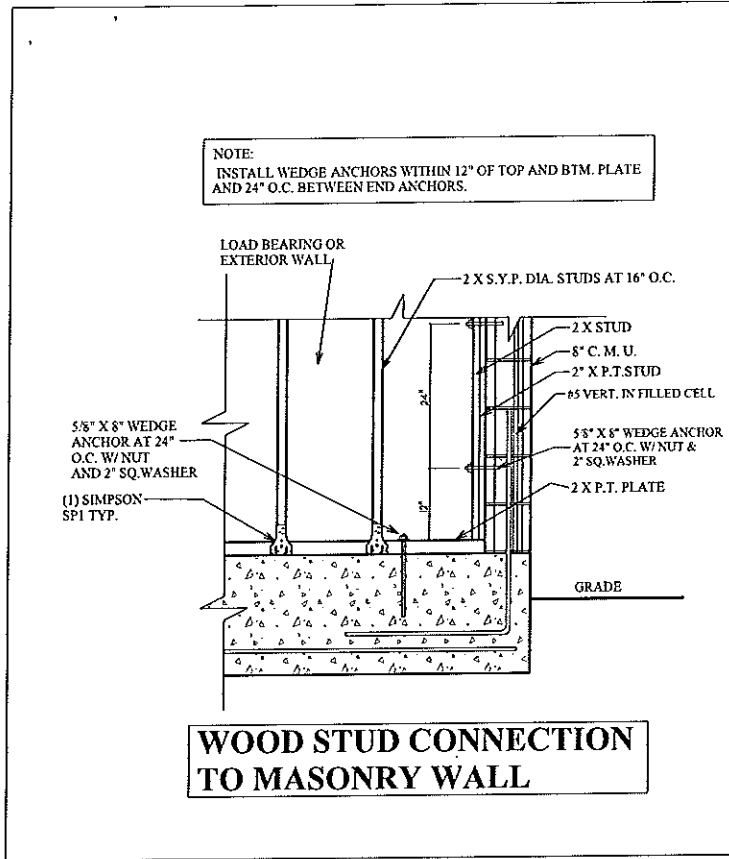 NOTE:
INSTALL WEDGE ANCHORS WITHIN 12" OF TOP AND BTM. PLATE
AND 24" O.C. BETWEEN END ANCHORS.
LOAD BEARING OR
EXTERIOR WALL
2 X S.Y.P. DIA. STUDS AT 16" O.C.
2 X STUD
8" C. M. U.
2" X P.T.STUD
#5 VERT. IN FILLED CELL
24"
5/8" X 8" WEDGE
ANCHOR AT 24"
O.C. W/ NUT
AND 2" SQ.WASHER
5/8" X 8" WEDGE ANCHOR
AT 24" O.C. W/ NUT &
2" SQ.WASHER
(1) SIMPSON
SP1 TYP.
12"
2 X P.T. PLATE
GRADE
WOOD STUD CONNECTION
TO MASONRY WALL